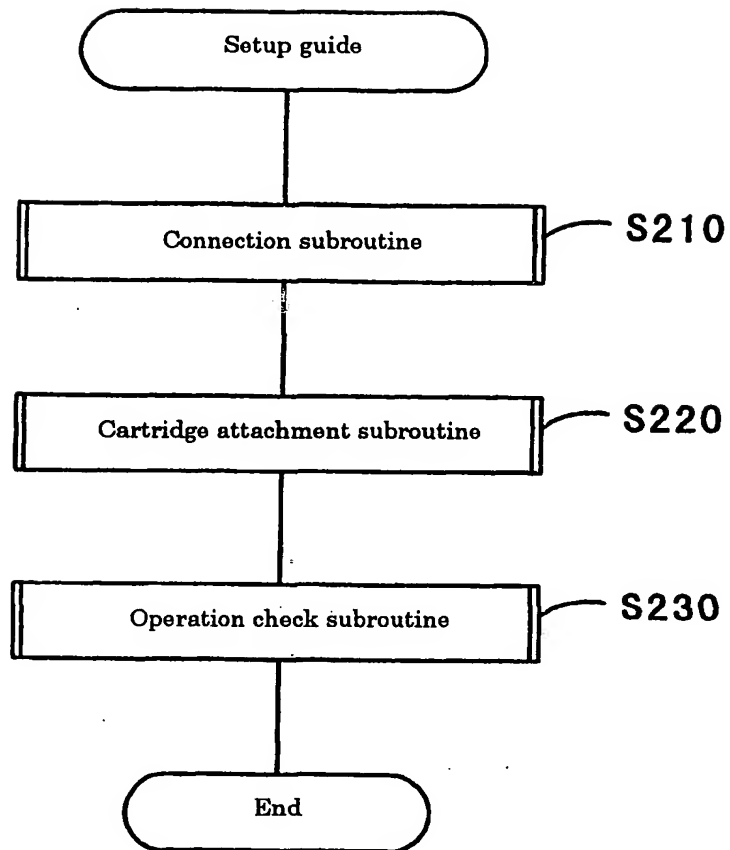 Setup guide
Connection subroutine
S210
Cartridge attachment subroutine
S220
Operation check subroutine
S230
End